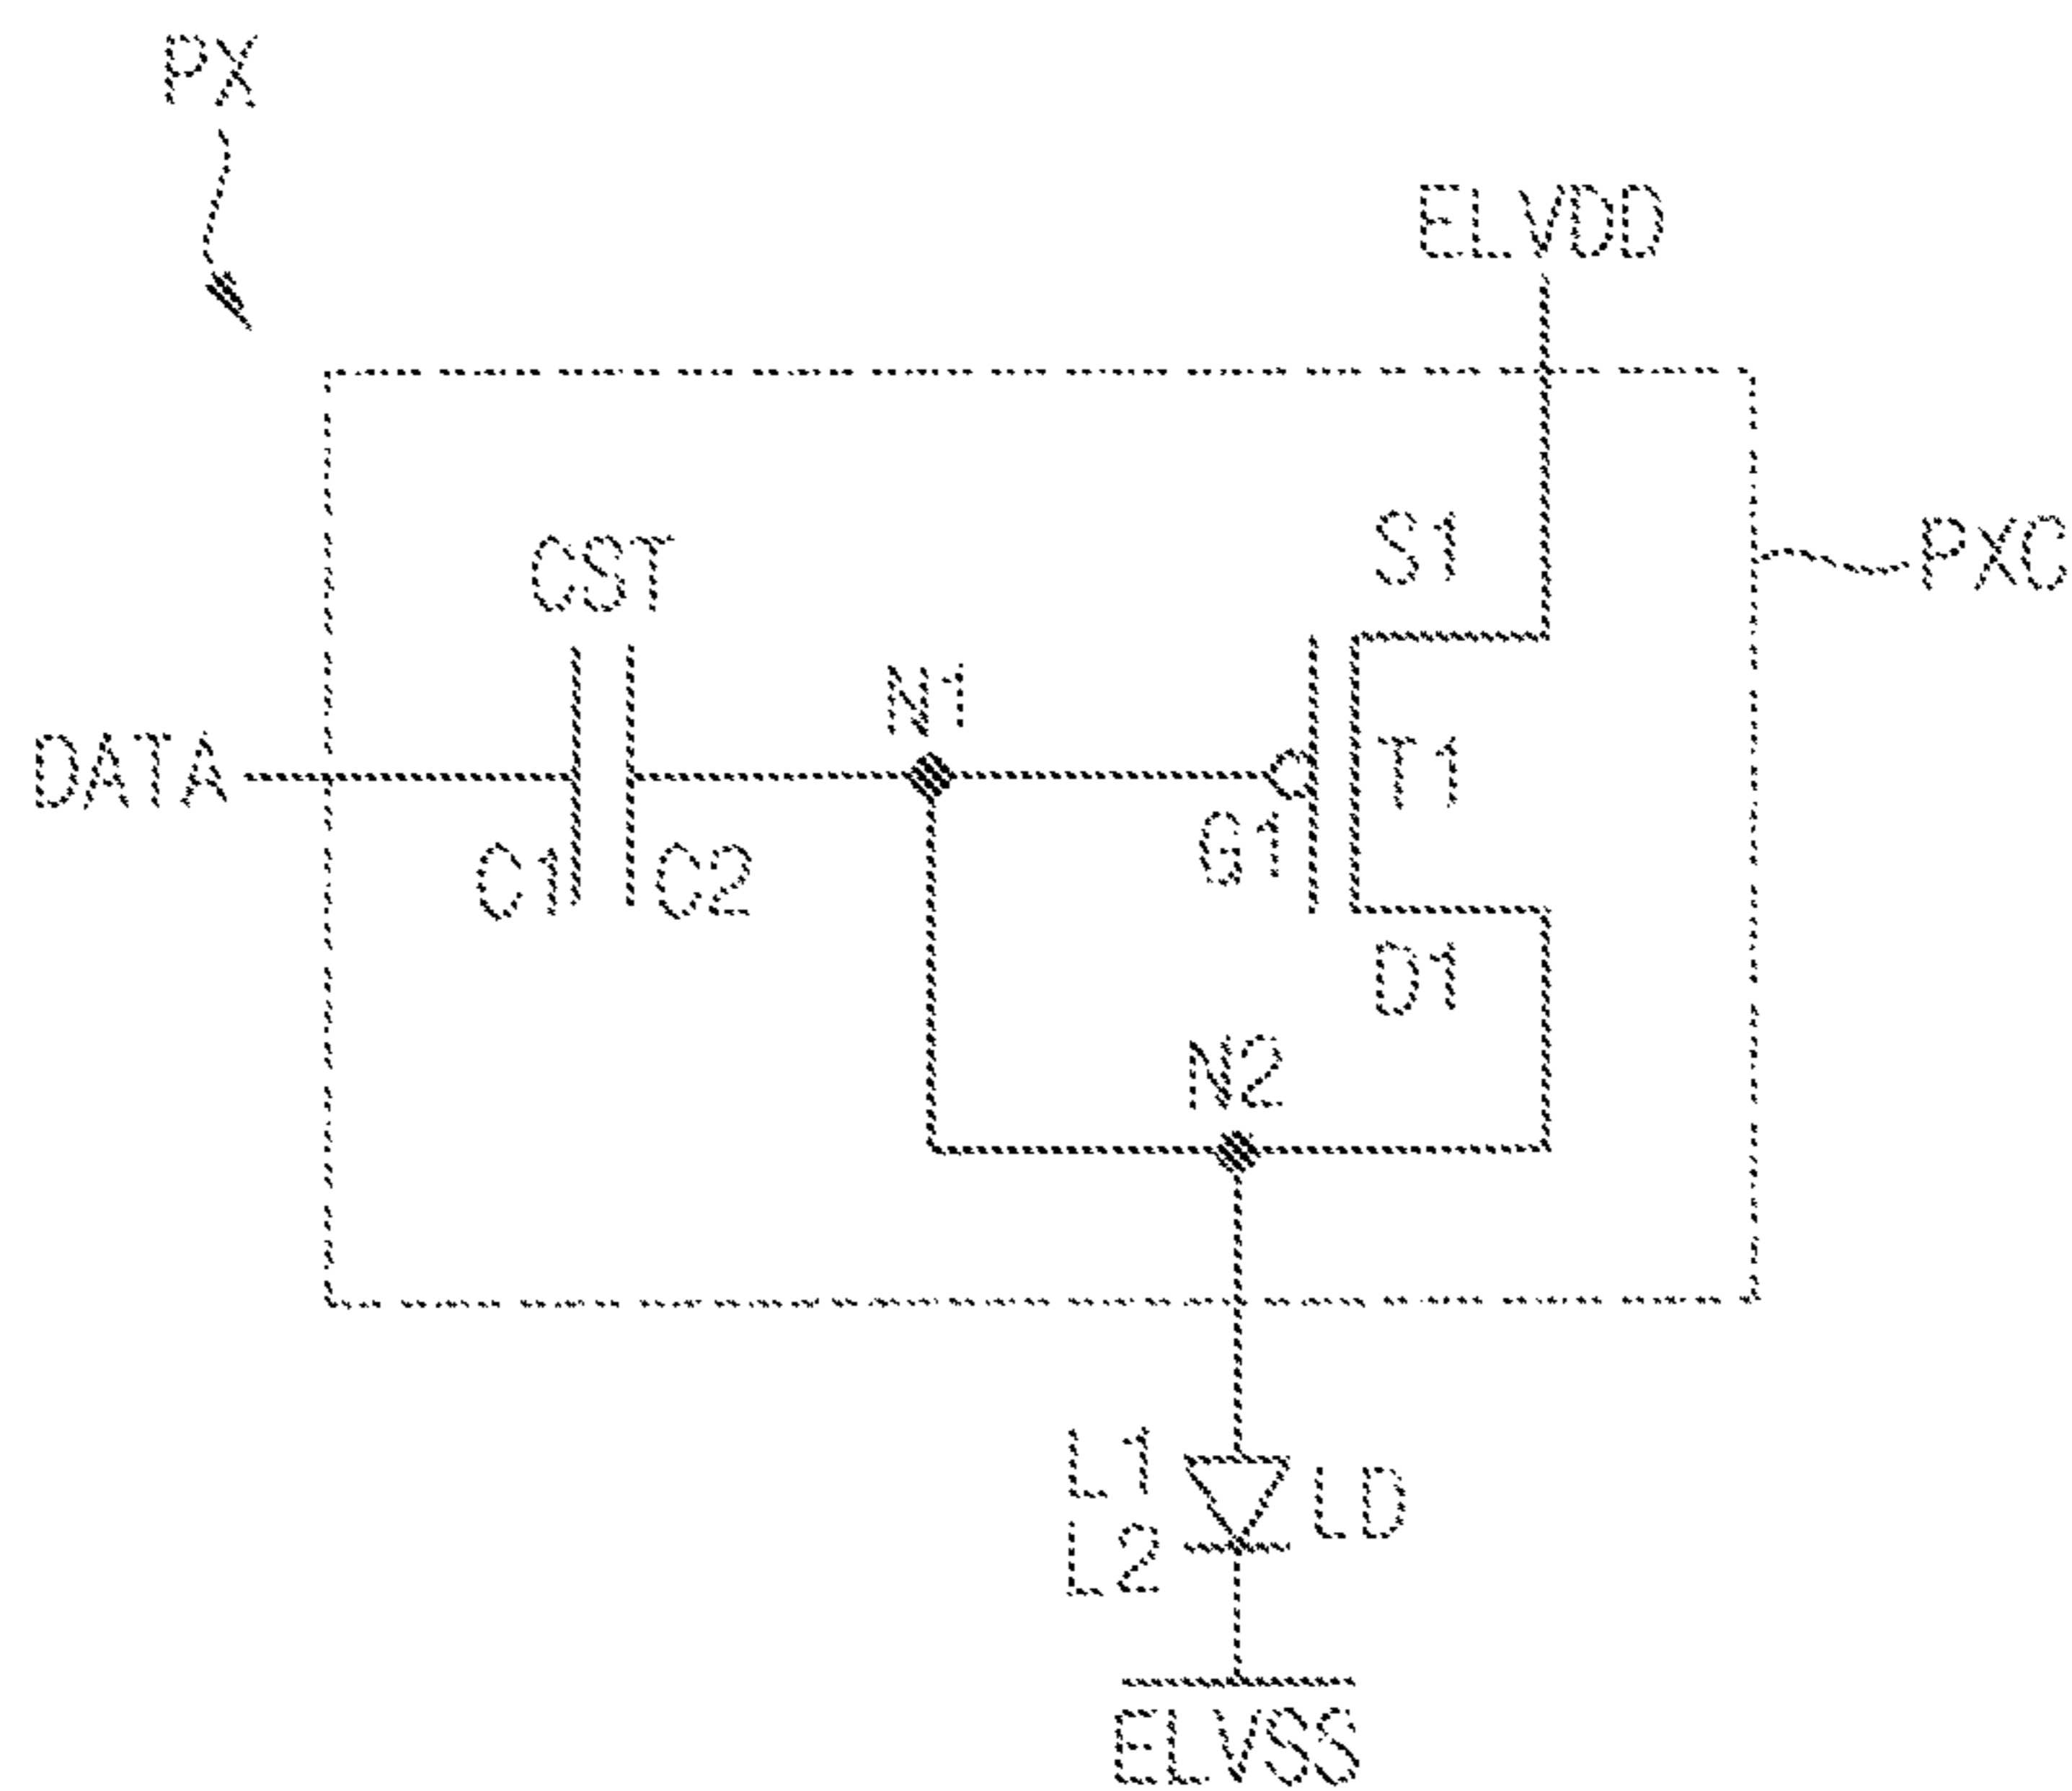 PX
ELVDD
S1
PXC
CST
N1
DATA
T1
G1
C1
C2
D1
N2
L1
LD
L2
ELVSS